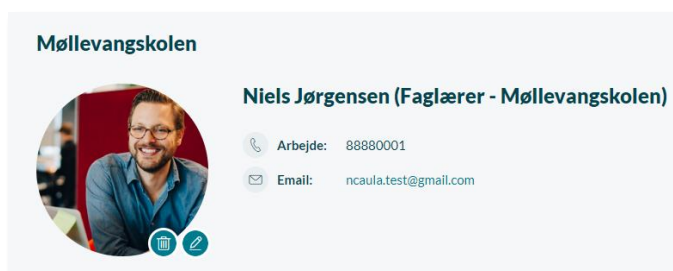 Møllevangskolen
Niels Jørgensen (Faglærer - Møllevangskolen)
Arbejde: 88880001
Email: ncaula.test@gmail.com